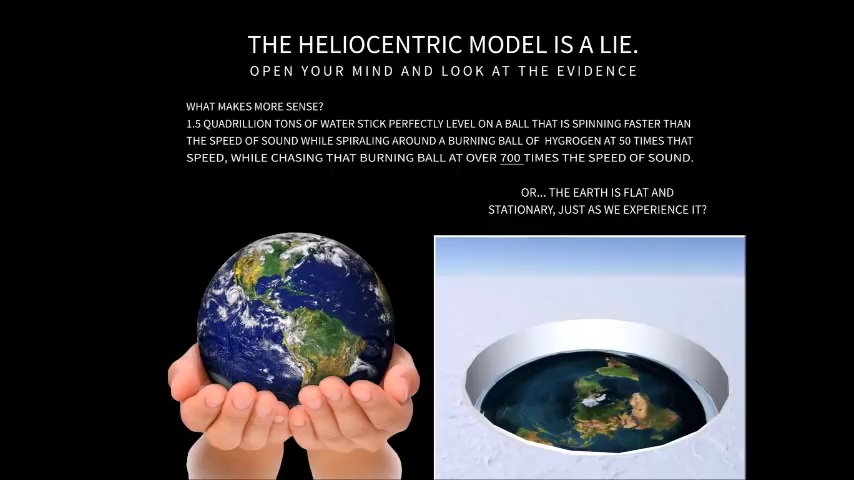 THE HELIOCENTRIC MODEL IS A LIE.
OPEN YOUR MIND AND LOOK AT THE EVIDENCE
WHAT MAKES MORE SENSE?
1.5 QUADRILLION TONS OF WATER STICK PERFECTLY LEVEL ON A BALL THAT IS SPINNING FASTER THAN
THE SPEED OF SOUND WHILE SPIRALING AROUND A BURNING BALL OF HYGROGEN AT 50 TIMES THAT
SPEED, WHILE CHASING THAT BURNING BALL AT OVER 700 TIMES THE SPEED OF SOUND.
OR... THE EARTH IS FLAT AND
STATIONARY, JUST AS WE EXPERIENCE IT?